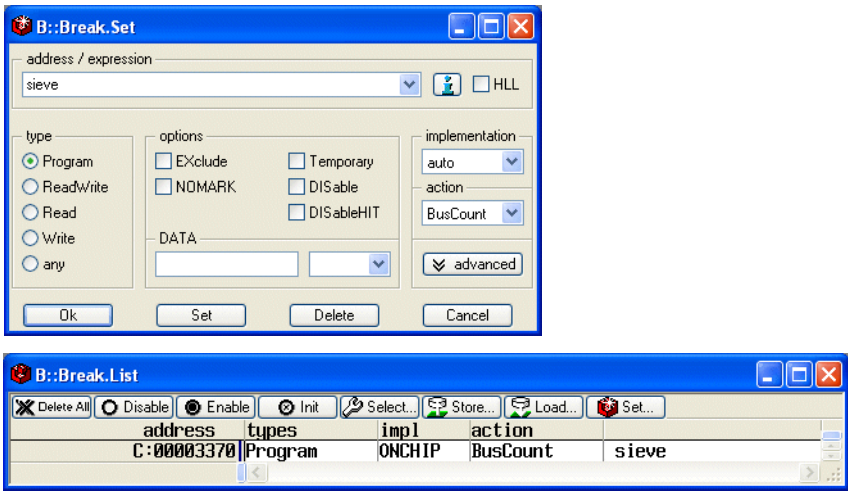 B::Break.Set
address / expression
sieve
HLL
type
options
implementation
Program
EXclude
Temporary
auto
ReadWrite
NOMARK
DISable
action
Read
DISableHIT
BusCount
Write
DATA
any
advanced
Ok
Set
Delete
Cancel
B::Break.List
Delete All Disable Enable Init Select... Store... Load... Set...
address types impl action
C:00003370 Program ONCHIP BusCount sieve